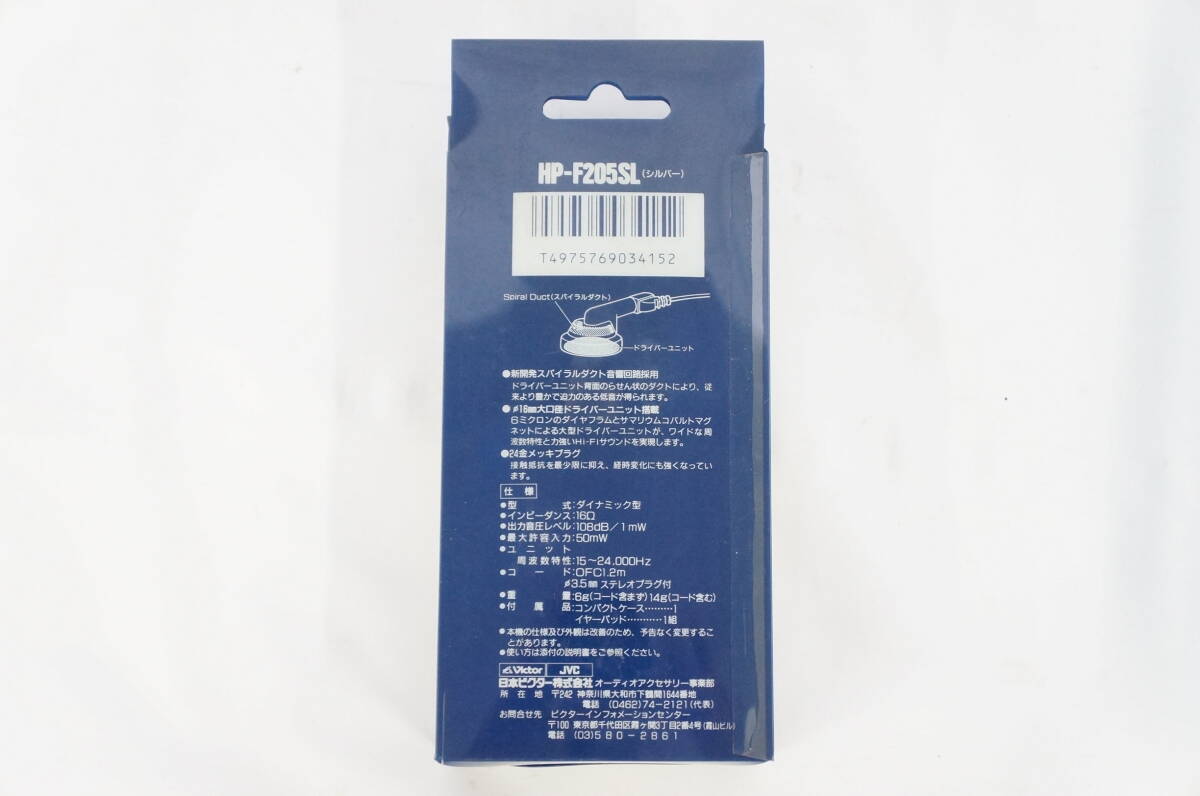 HP-F205SL(シルバー)
T4975769034152
Spiral Duct(スパイラルダクト)
ドライバーユニット
●新開発スパイラルダクト音響回路採用
ドライバーユニット背面のらせん状のダクトにより、従
来より豊かで迫力のある低音が得られます。
●ø16mm大口径ドライバーユニット搭載
6ミクロンのダイヤフラムとサマリウムコバルトマグ
ネットによる大型ドライバーユニットが、ワイドな周
波数特性と力強いHi-Fiサウンドを実現します。
●24金メッキプラグ
接触抵抗を最少限に抑え、経時変化にも強くなってい
ます。
仕様
●型式:ダイナミック型
●インピーダンス:16Ω
●出力音圧レベル:108dB/1mW
●最大許容入力:50mW
●ユニット
周波数特性:15~24,000Hz
●コード:OFC1.2m
ø3.5mmステレオプラグ付
●重量:6g(コード含まず)14g(コード含む)
●付属品:コンパクトケース………1
イヤーパッド…………1組
●本機の仕様及び外観は改善のため、予告なく変更するこ
とがあります。
●使い方は添付の説明書をご参照ください。
Victor JVC
日本ビクター株式会社 オーディオアクセサリー事業部
所在地 〒242 神奈川県大和市下鶴間1644番地
電話 (0462)74-2121(代表)
お問合せ先 ビクターインフォメーションセンター
〒100 東京都千代田区霞ヶ関3丁目2番4号(霞山ビル)
電話 (03)580-2861